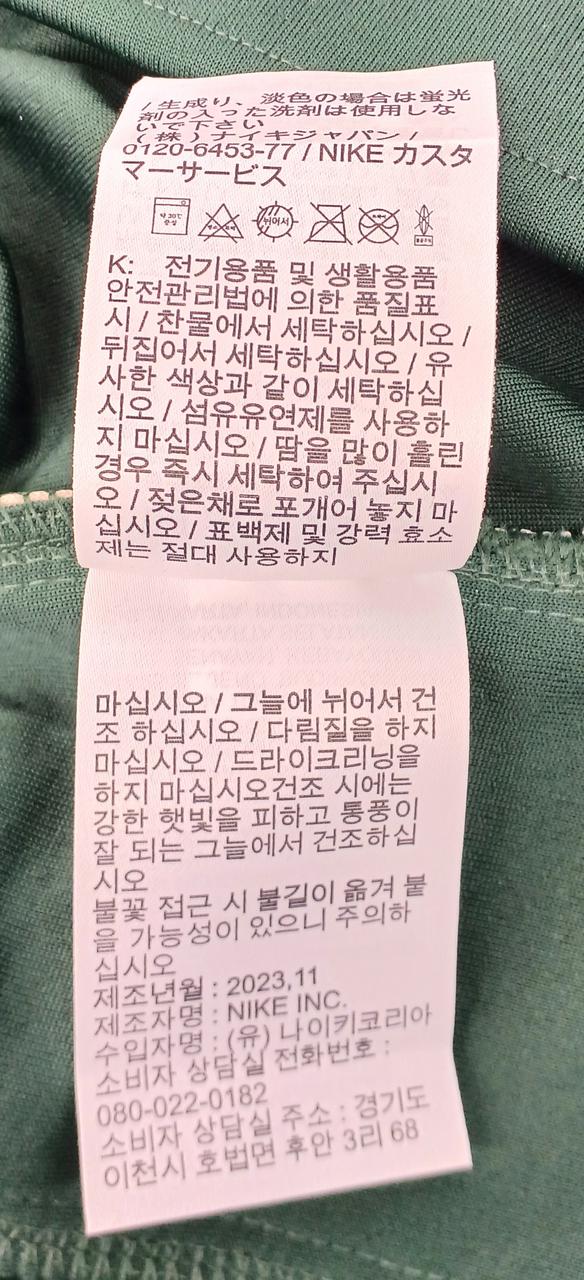 / 生成り、淡色の場合は蛍光
剤の入った洗剤は使用しな
いで下さい
(株)ナイキジャパン /
0120-6453-77 / NIKE カスタ
マーサービス
약 30℃ 중성
뉘어서
K: 전기용품 및 생활용품
안전관리법에 의한 품질표
시 / 찬물에서 세탁하십시오 /
뒤집어서 세탁하십시오 / 유
사한 색상과 같이 세탁하십
시오 / 섬유유연제를 사용하
지 마십시오 / 땀을 많이 흘린
경우 즉시 세탁하여 주십시
오 / 젖은채로 포개어 놓지 마
십시오 / 표백제 및 강력 효소
제는 절대 사용하지
마십시오 / 그늘에 뉘어서 건
조 하십시오 / 다림질을 하지
마십시오 / 드라이크리닝을
하지 마십시오건조 시에는
강한 햇빛을 피하고 통풍이
잘 되는 그늘에서 건조하십
시오
불꽃 접근 시 불길이 옮겨 붙
을 가능성이 있으니 주의하
십시오
제조년월 : 2023,11
제조자명 : NIKE INC.
수입자명 : (유) 나이키코리아
소비자 상담실 전화번호 :
080-022-0182
소비자 상담실 주소 : 경기도
이천시 호법면 후안 3리 68